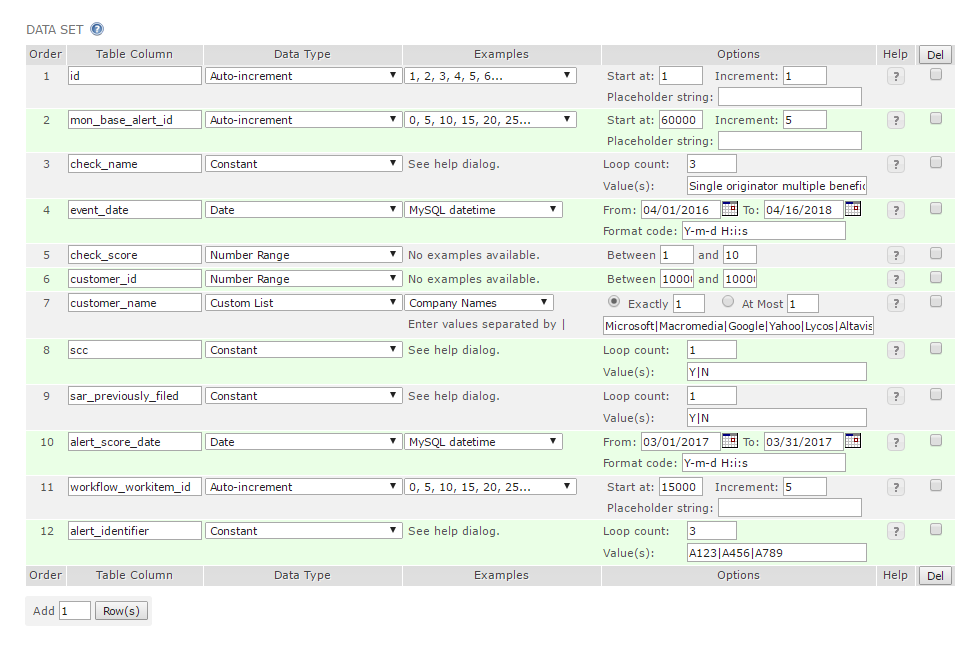 DATA SET ?
Order Table Column Data Type Examples Options Help Del
1 id Auto-increment 1, 2, 3, 4, 5, 6... Start at: 1 Increment: 1 ?
Placeholder string:
2 mon_base_alert_id Auto-increment 0, 5, 10, 15, 20, 25... Start at: 60000 Increment: 5 ?
Placeholder string:
3 check_name Constant See help dialog. Loop count: 3 ?
Value(s): Single originator multiple benefic
4 event_date Date MySQL datetime From: 04/01/2016 To: 04/16/2018 ?
Format code: Y-m-d H:i:s
5 check_score Number Range No examples available. Between 1 and 10 ?
6 customer_id Number Range No examples available. Between 1000 and 1000 ?
7 customer_name Custom List Company Names Exactly 1 At Most 1 ?
Enter values separated by | Microsoft|Macromedia|Google|Yahoo|Lycos|Altavis
8 scc Constant See help dialog. Loop count: 1 ?
Value(s): Y|N
9 sar_previously_filed Constant See help dialog. Loop count: 1 ?
Value(s): Y|N
10 alert_score_date Date MySQL datetime From: 03/01/2017 To: 03/31/2017 ?
Format code: Y-m-d H:i:s
11 workflow_workitem_id Auto-increment 0, 5, 10, 15, 20, 25... Start at: 15000 Increment: 5 ?
Placeholder string:
12 alert_identifier Constant See help dialog. Loop count: 3 ?
Value(s): A123|A456|A789
Order Table Column Data Type Examples Options Help Del
Add 1 Row(s)